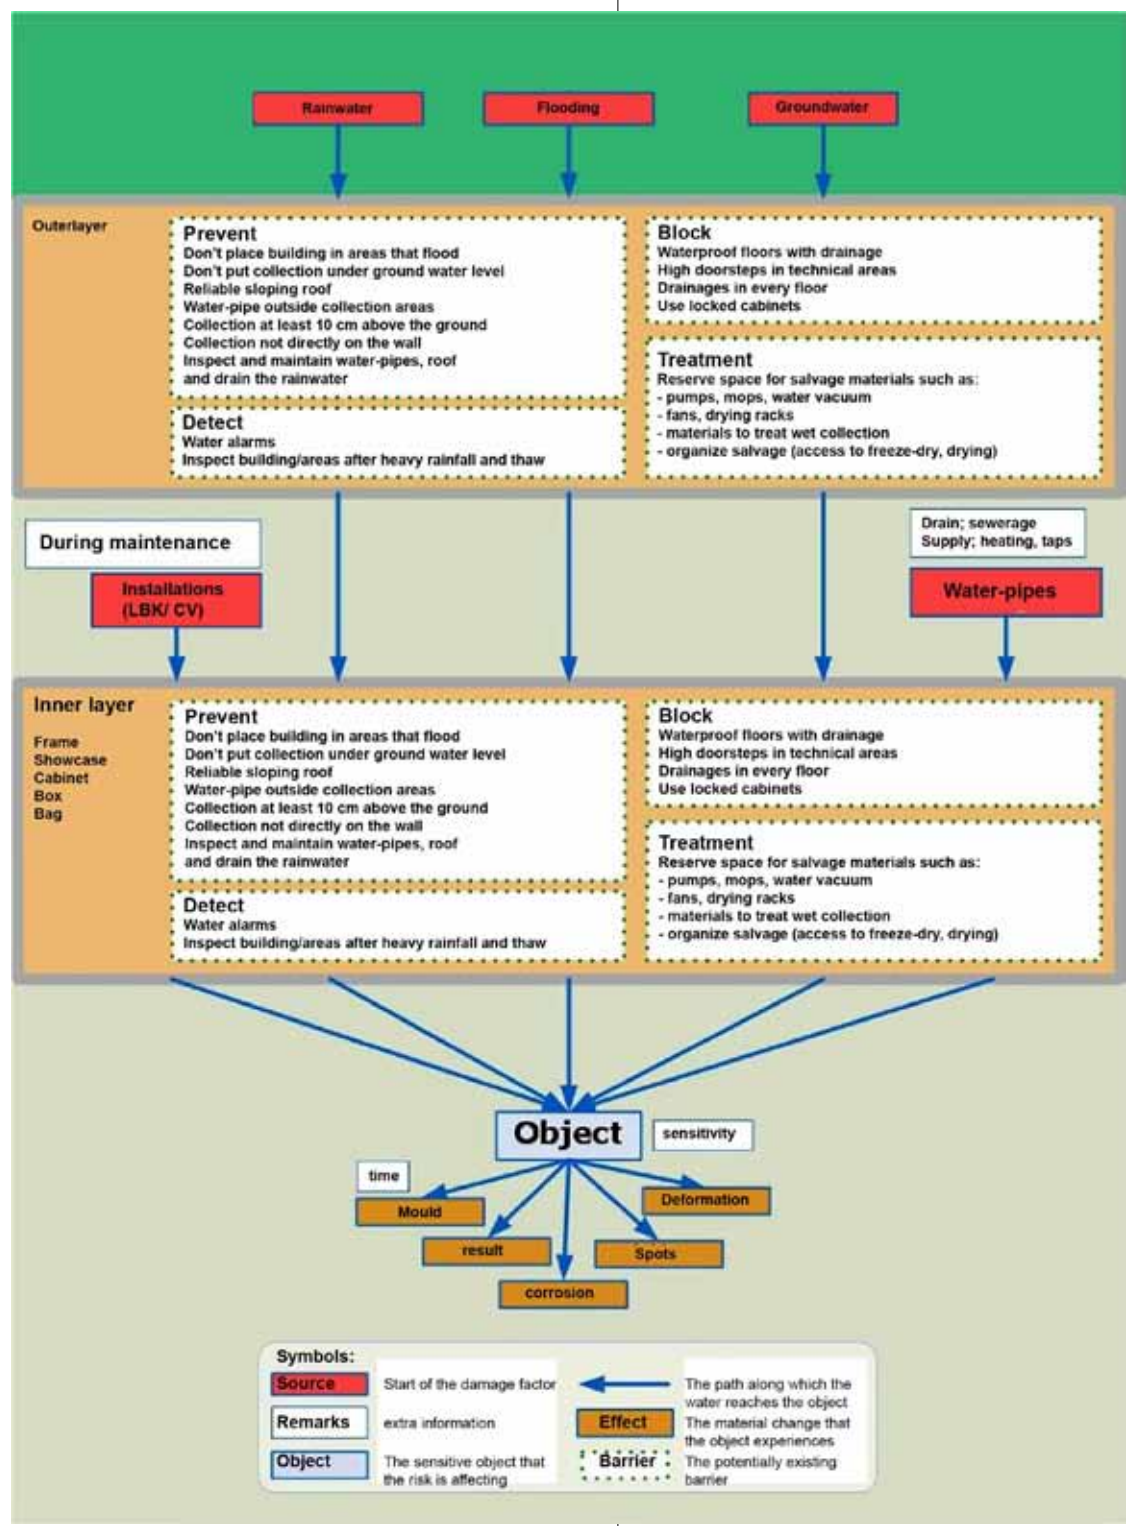 Rainwater
Flooding
Groundwater
Outerlayer
Prevent
Don't place building in areas that flood
Don't put collection under ground water level
Reliable sloping roof
Water-pipe outside collection areas
Collection at least 10 cm above the ground
Collection not directly on the wall
Inspect and maintain water-pipes, roof
and drain the rainwater
Detect
Water alarms
Inspect building/areas after heavy rainfall and thaw
Block
Waterproof floors with drainage
High doorsteps in technical areas
Drainages in every floor
Use locked cabinets
Treatment
Reserve space for salvage materials such as:
- pumps, mops, water vacuum
- fans, drying racks
- materials to treat wet collection
- organize salvage (access to freeze-dry, drying)
During maintenance
Installations
(LBK/ CV)
Drain; sewerage
Supply; heating, taps
Water-pipes
Inner layer
Frame
Showcase
Cabinet
Box
Bag
Prevent
Don't place building in areas that flood
Don't put collection under ground water level
Reliable sloping roof
Water-pipe outside collection areas
Collection at least 10 cm above the ground
Collection not directly on the wall
Inspect and maintain water-pipes, roof
and drain the rainwater
Detect
Water alarms
Inspect building/areas after heavy rainfall and thaw
Block
Waterproof floors with drainage
High doorsteps in technical areas
Drainages in every floor
Use locked cabinets
Treatment
Reserve space for salvage materials such as:
- pumps, mops, water vacuum
- fans, drying racks
- materials to treat wet collection
- organize salvage (access to freeze-dry, drying)
Object
sensitivity
time
Mould
Deformation
result
Spots
corrosion
Symbols:
Source
Start of the damage factor
Remarks
extra information
Object
The sensitive object that
the risk is affecting
The path along which the
water reaches the object
Effect
The material change that
the object experiences
Barrier
The potentially existing
barrier